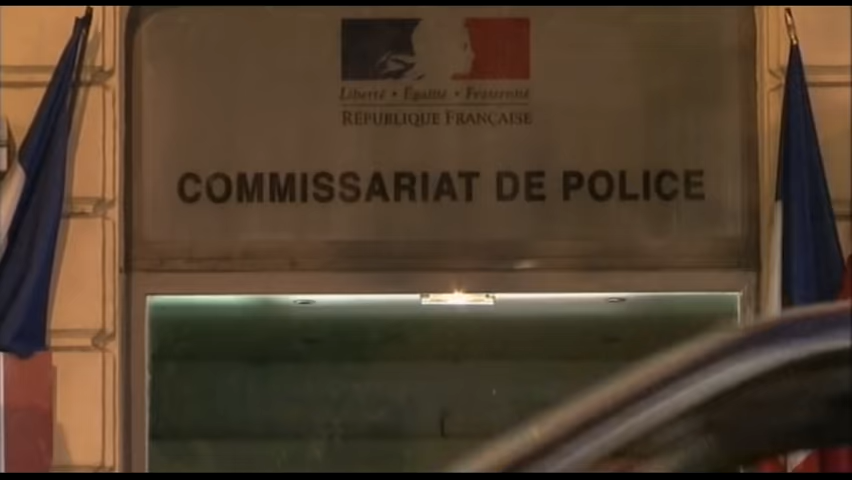 Liberté • Égalité • Fraternité
RÉPUBLIQUE FRANÇAISE
COMMISSARIAT DE POLICE